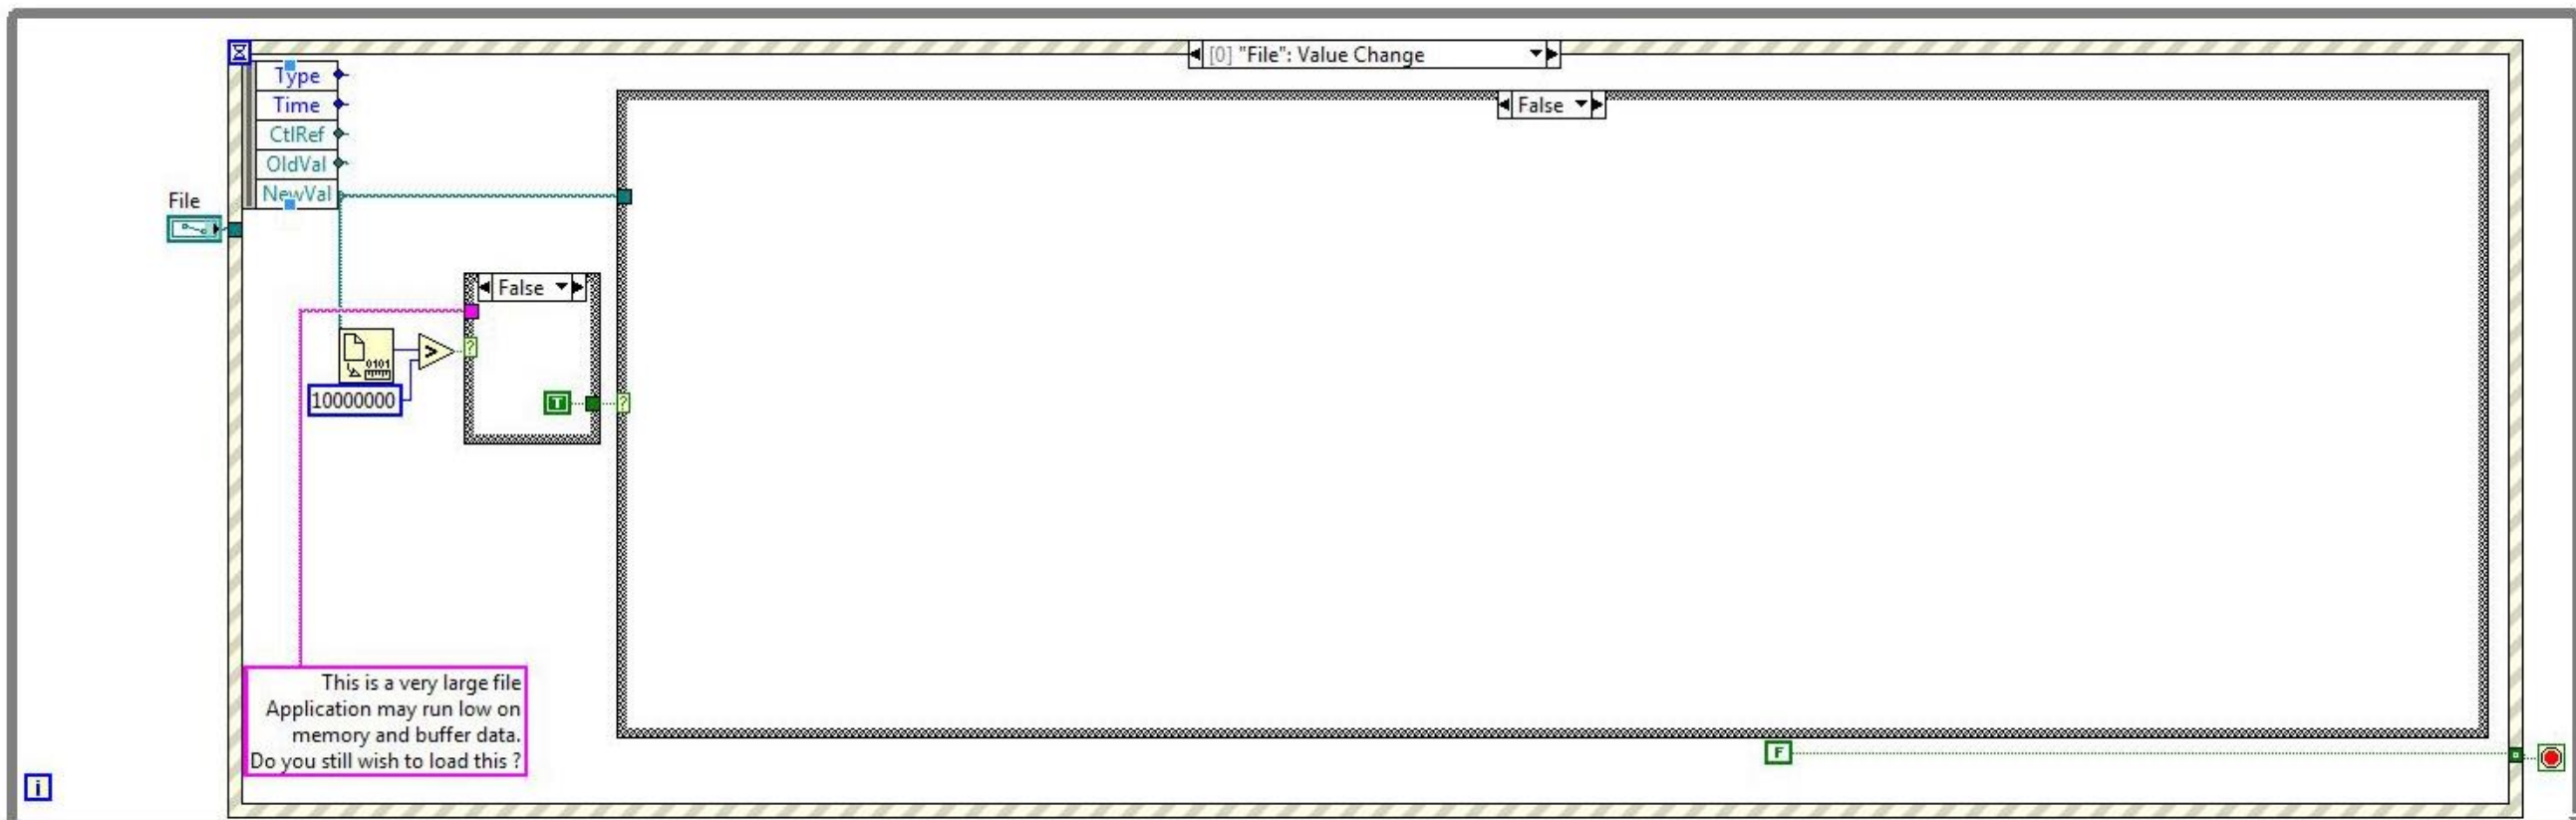 [0] "File": Value Change
Type
Time
CtlRef
OldVal
NewVal
False
File
False
?
0101
>
10000000
T
?
This is a very large file
Application may run low on
memory and buffer data.
Do you still wish to load this ?
F
i